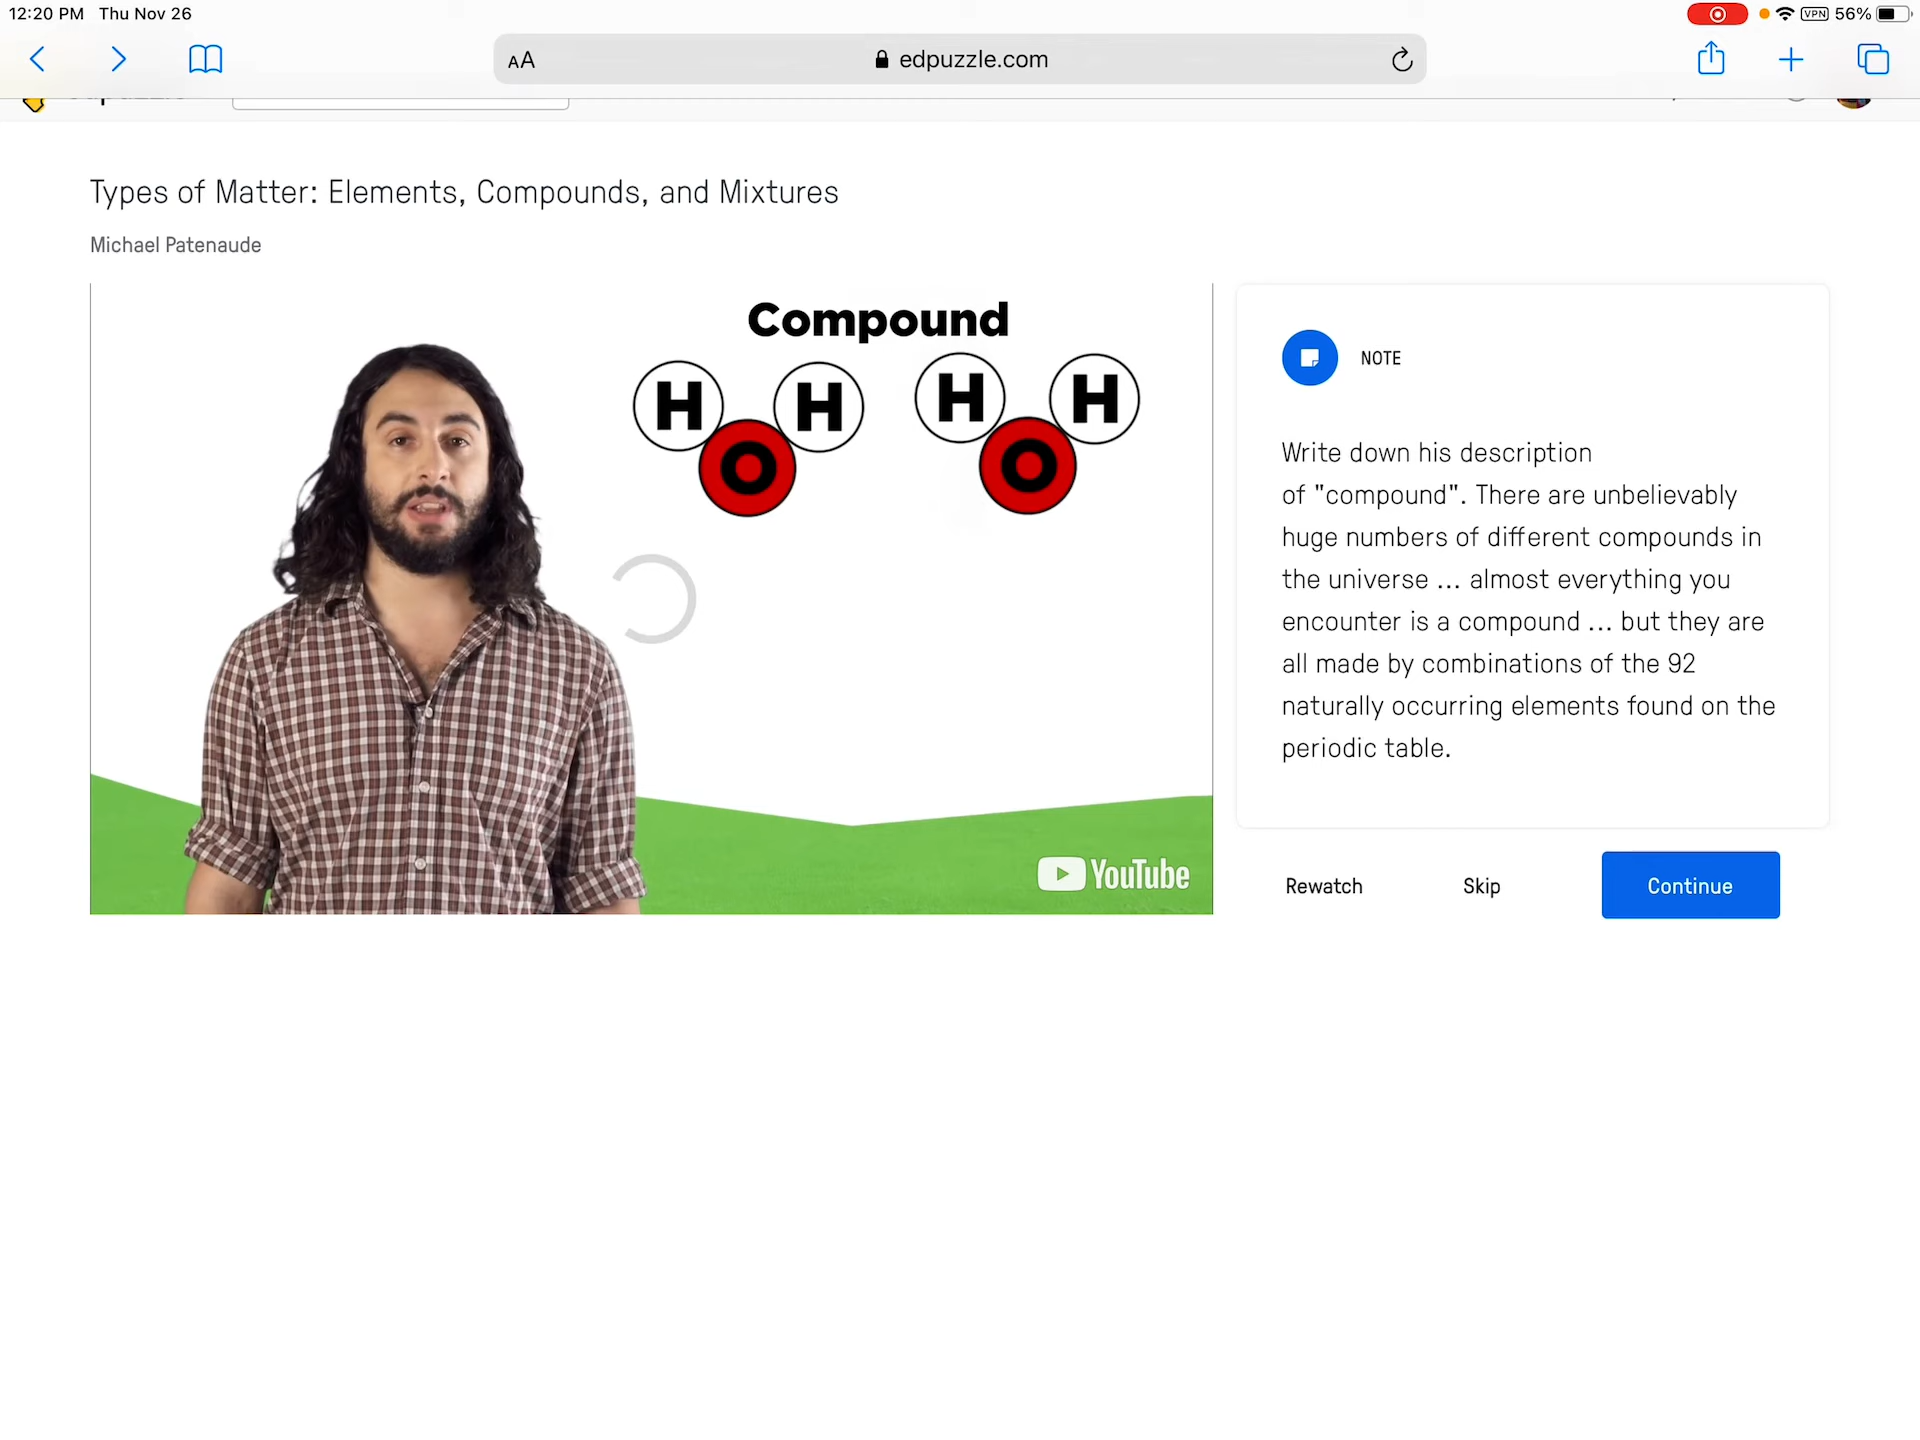 12:20 PM Thu Nov 26
VPN 56%
AA edpuzzle.com
Types of Matter: Elements, Compounds, and Mixtures
Michael Patenaude
Compound
H H H H
O O
YouTube
NOTE
Write down his description
of "compound". There are unbelievably
huge numbers of different compounds in
the universe ... almost everything you
encounter is a compound ... but they are
all made by combinations of the 92
naturally occurring elements found on the
periodic table.
Rewatch Skip Continue